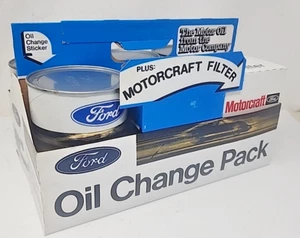 Oil
Change
Sticker
The Motor Oil
from the
Motor Company
PLUS:
MOTORCRAFT FILTER
Ford
Motorcraft
Ford
Oil Change Pack